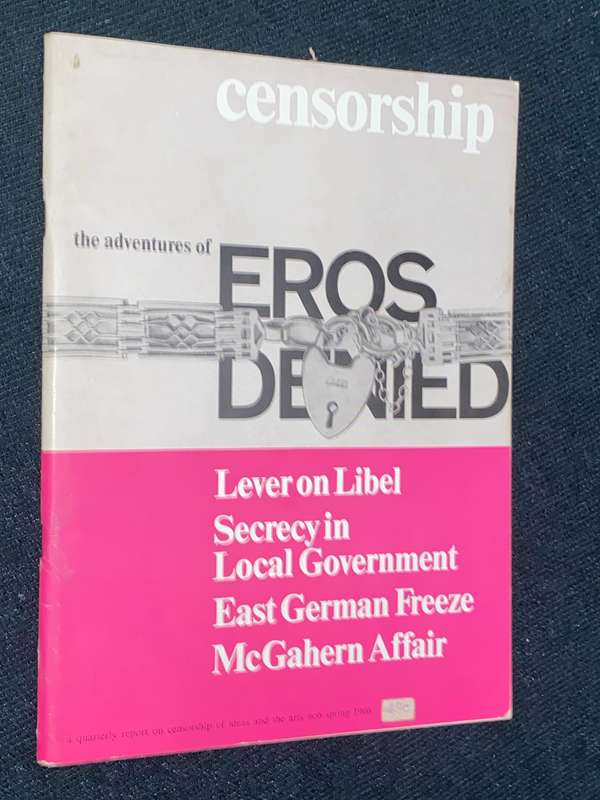 censorship
the adventures of
EROS
DENIED
Lever on Libel
Secrecy in
Local Government
East German Freeze
McGahern Affair
a quarterly report on censorship of ideas and the arts no6 spring 1966